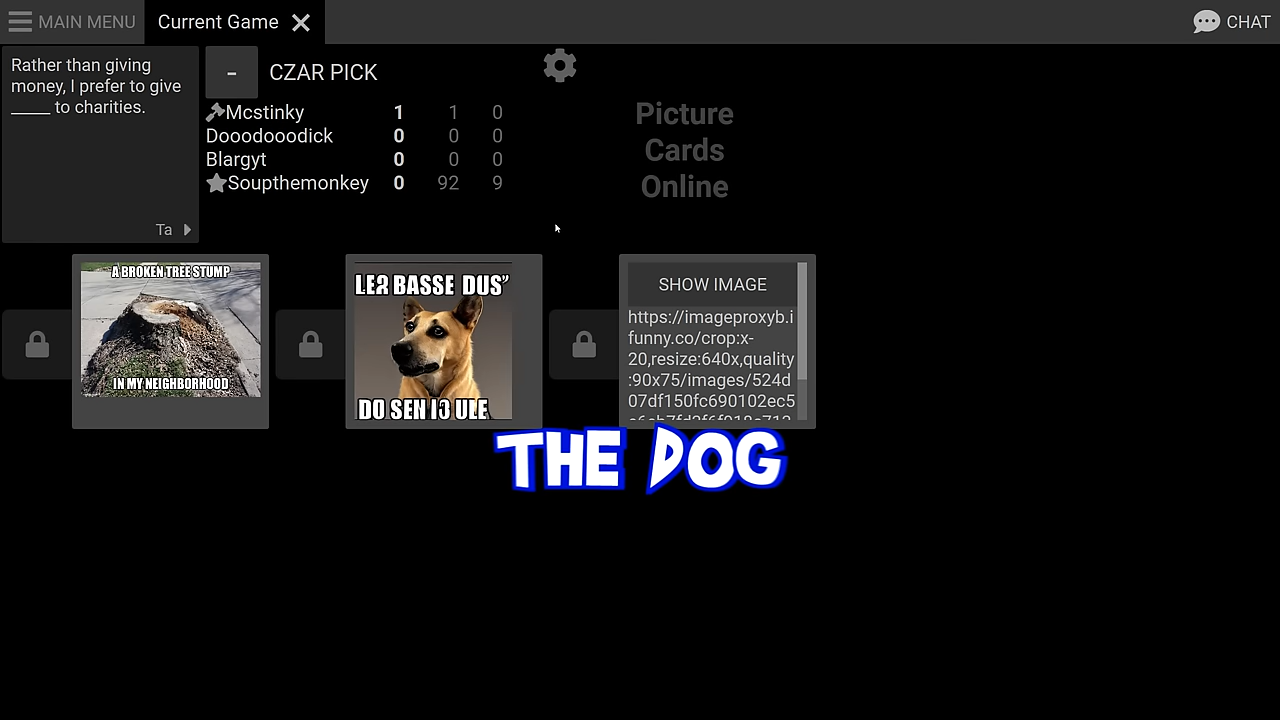 MAIN MENU
Current Game
CHAT
Rather than giving
money, I prefer to give
_____ to charities.
Ta
-
CZAR PICK
Mcstinky 1 1 0
Dooodooodick 0 0 0
Blargyt 0 0 0
Soupthemonkey 0 92 9
Picture
Cards
Online
A BROKEN TREE STUMP
IN MY NEIGHBORHOOD
BASSE DUS"
DO SEN ULE
SHOW IMAGE
https://imageproxyb.i
funny.co/crop:x-
20,resize:640x,quality
:90x75/images/524d
07df150fc690102ec5
THE DOG